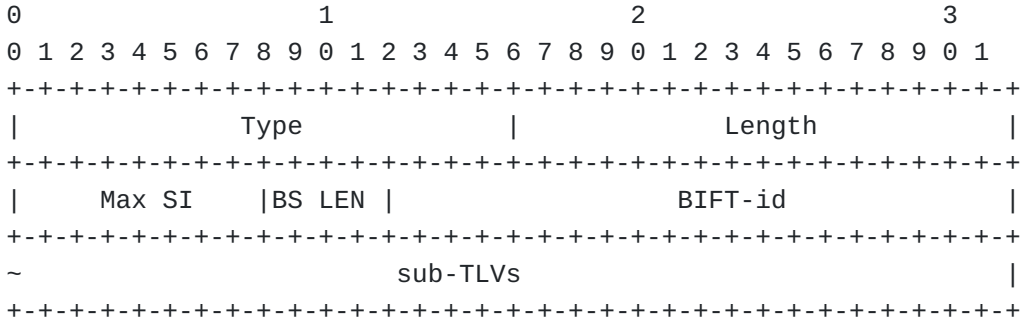 0                   1                   2                   3
0 1 2 3 4 5 6 7 8 9 0 1 2 3 4 5 6 7 8 9 0 1 2 3 4 5 6 7 8 9 0 1
+-+-+-+-+-+-+-+-+-+-+-+-+-+-+-+-+-+-+-+-+-+-+-+-+-+-+-+-+-+-+-+-+
|              Type             |             Length            |
+-+-+-+-+-+-+-+-+-+-+-+-+-+-+-+-+-+-+-+-+-+-+-+-+-+-+-+-+-+-+-+-+
|     Max SI    |BS LEN |                  BIFT-id              |
+-+-+-+-+-+-+-+-+-+-+-+-+-+-+-+-+-+-+-+-+-+-+-+-+-+-+-+-+-+-+-+-+
~                        sub-TLVs                               |
+-+-+-+-+-+-+-+-+-+-+-+-+-+-+-+-+-+-+-+-+-+-+-+-+-+-+-+-+-+-+-+-+